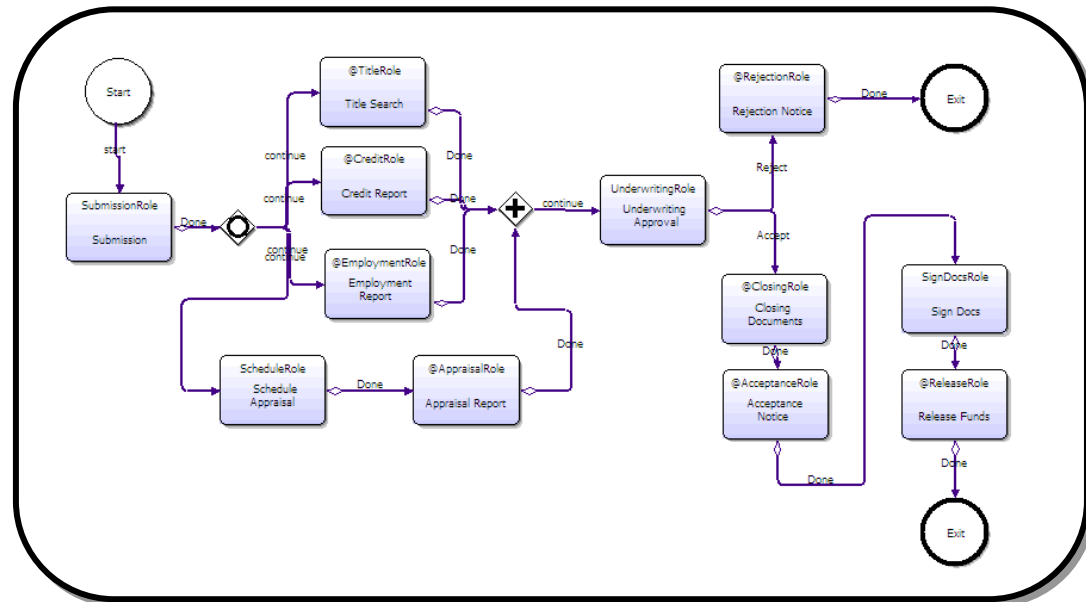 Start
start
SubmissionRole
Submission
Done
continue
continue
continue
continue
@TitleRole
Title Search
Done
@CreditRole
Credit Report
Done
@EmploymentRole
Employment
Report
Done
ScheduleRole
Schedule
Appraisal
Done
@AppraisalRole
Appraisal Report
Done
continue
UnderwritingRole
Underwriting
Approval
Reject
Accept
@RejectionRole
Rejection Notice
Done
Exit
@ClosingRole
Closing
Documents
Done
@AcceptanceRole
Acceptance
Notice
Done
SignDocsRole
Sign Docs
Done
@ReleaseRole
Release Funds
Done
Exit